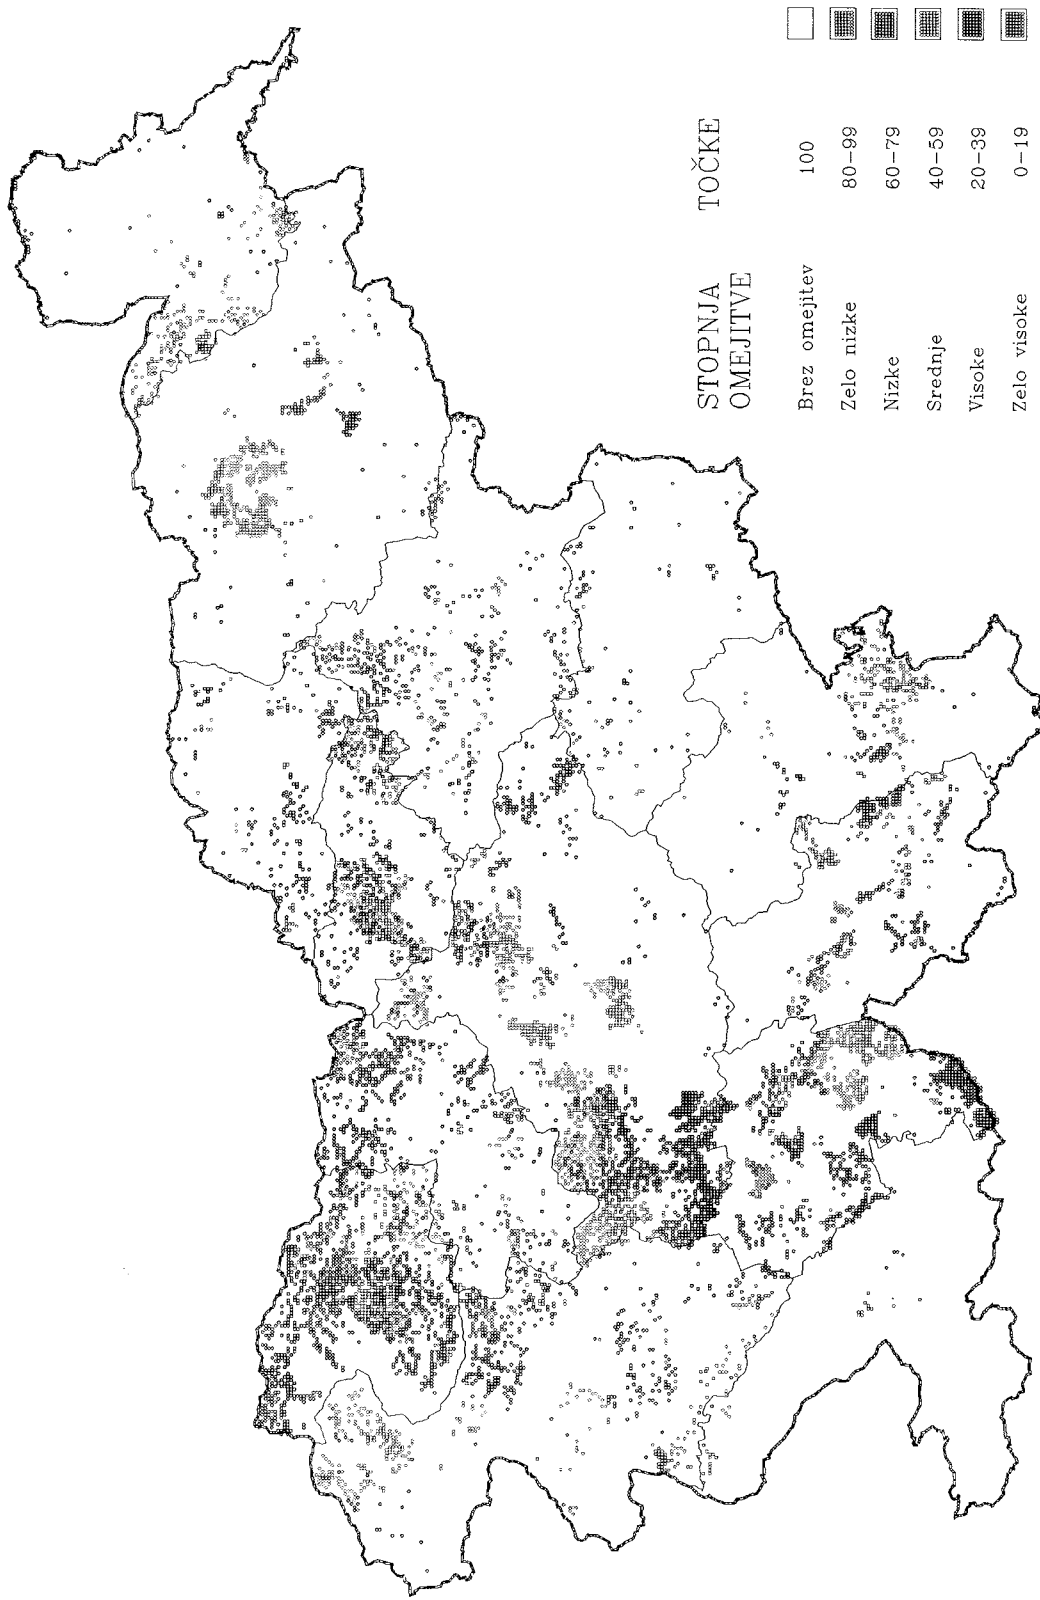 STOPNJA OMEJITVE TOČKE
Brez omejitev 100
Zelo nizke 80-99
Nizke 60-79
Srednje 40-59
Visoke 20-39
Zelo visoke 0-19